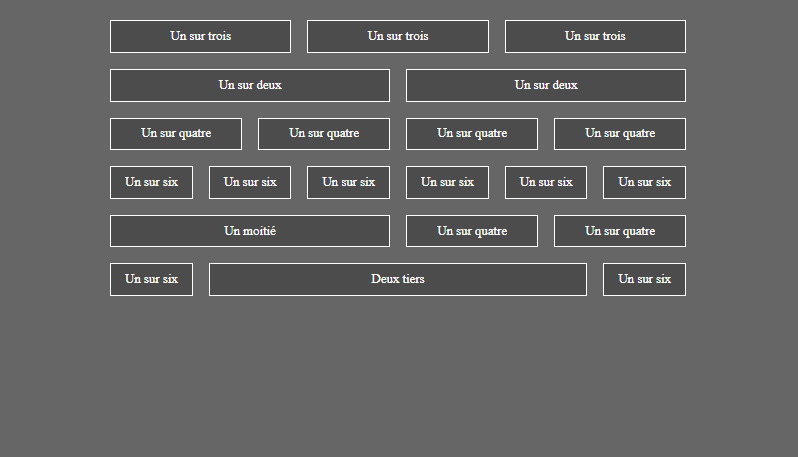 Un sur trois Un sur trois Un sur trois
Un sur deux Un sur deux
Un sur quatre Un sur quatre Un sur quatre Un sur quatre
Un sur six Un sur six Un sur six Un sur six Un sur six Un sur six
Un moitié Un sur quatre Un sur quatre
Un sur six Deux tiers Un sur six